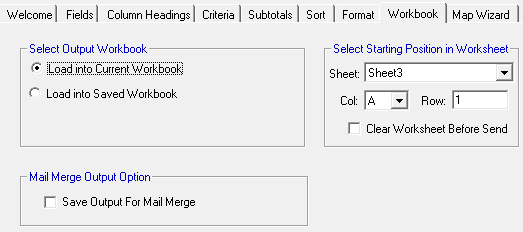 Welcome Fields Column Headings Criteria Subtotals Sort Format Workbook Map Wizard
Select Output Workbook
Load into Current Workbook
Load into Saved Workbook
Select Starting Position in Worksheet
Sheet: Sheet3
Col: A Row: 1
Clear Worksheet Before Send
Mail Merge Output Option
Save Output For Mail Merge